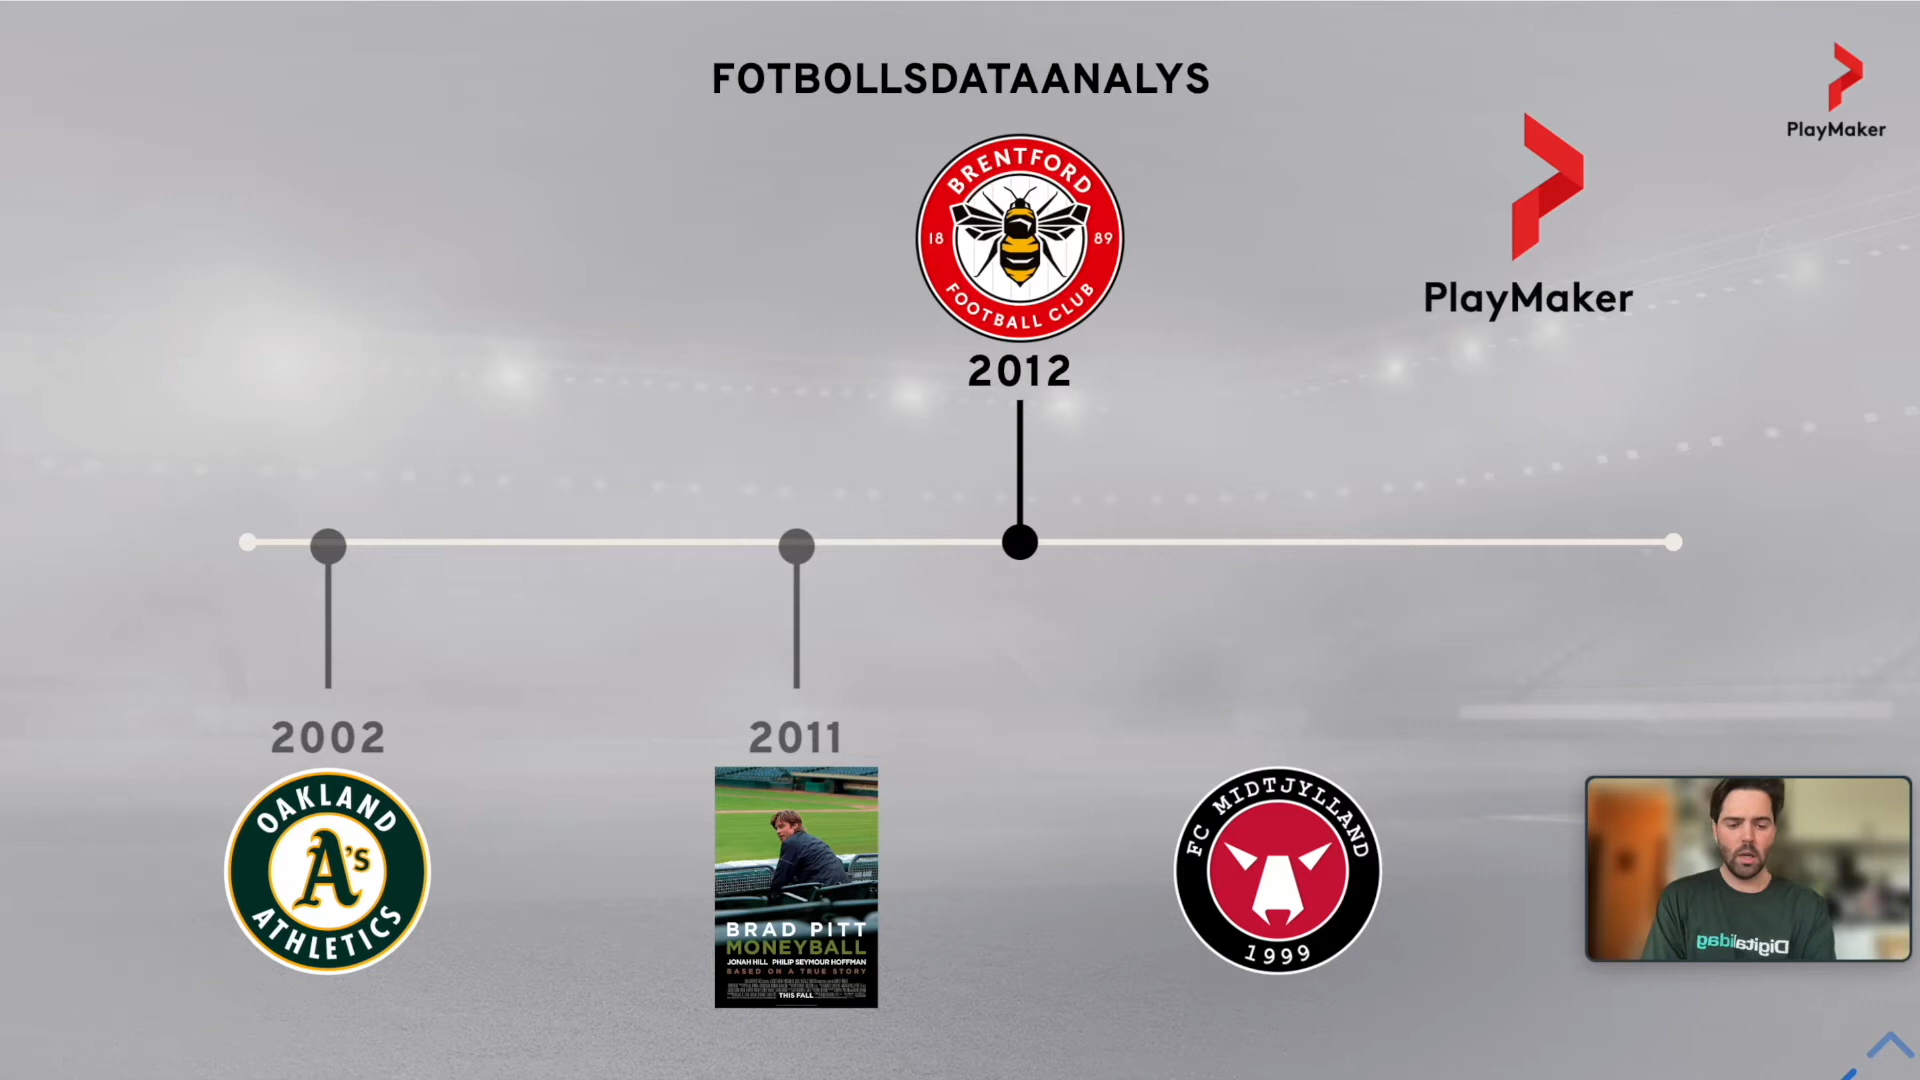 FOTBOLLSDATAANALYS
PlayMaker
BRENTFORD
18 89
FOOTBALL CLUB
PlayMaker
2012
2002
2011
OAKLAND
A's
ATHLETICS
BRAD PITT
MONEYBALL
JONAH HILL PHILIP SEYMOUR HOFFMAN
BASED ON A TRUE STORY
THIS FALL
FC MIDTJYLLAND
1999
Digitalidag